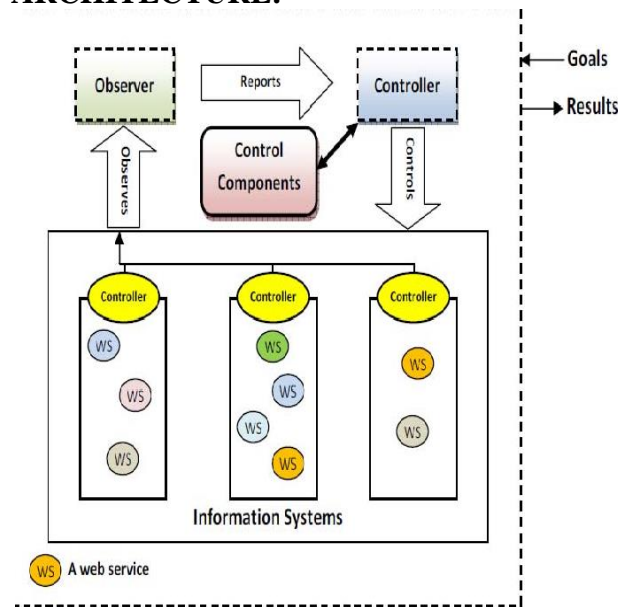 ARCHITECTURE:
Observer
Reports
Controller
Goals
Results
Control
Components
Observes
Controls
Controller
Controller
Controller
WS
WS
WS
WS
WS
WS
WS
WS
WS
Information Systems
WS A web service